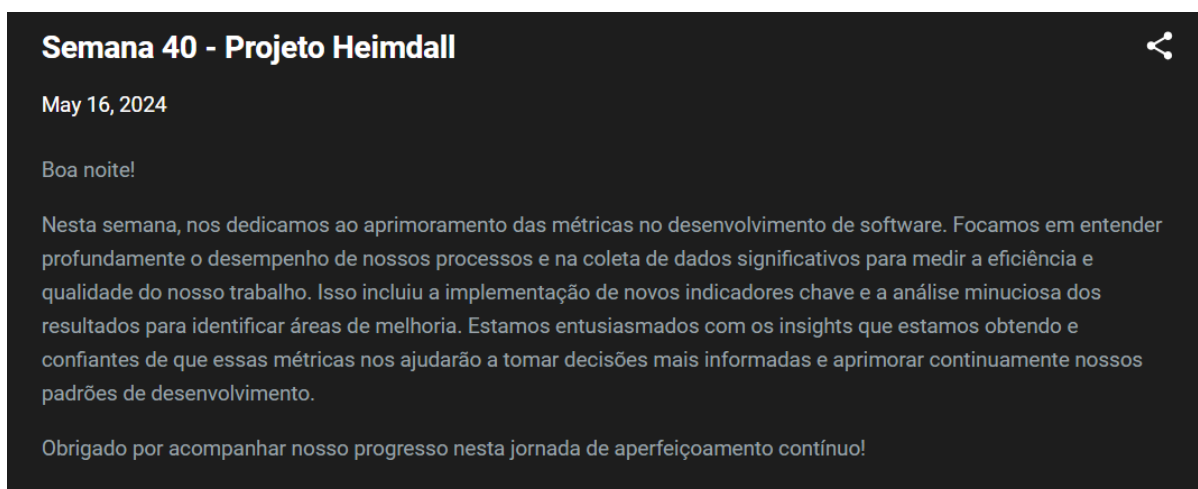 Semana 40 - Projeto Heimdall
May 16, 2024
Boa noite!
Nesta semana, nos dedicamos ao aprimoramento das métricas no desenvolvimento de software. Focamos em entender
profundamente o desempenho de nossos processos e na coleta de dados significativos para medir a eficiência e
qualidade do nosso trabalho. Isso incluiu a implementação de novos indicadores chave e a análise minuciosa dos
resultados para identificar áreas de melhoria. Estamos entusiasmados com os insights que estamos obtendo e
confiantes de que essas métricas nos ajudarão a tomar decisões mais informadas e aprimorar continuamente nossos
padrões de desenvolvimento.
Obrigado por acompanhar nosso progresso nesta jornada de aperfeiçoamento contínuo!